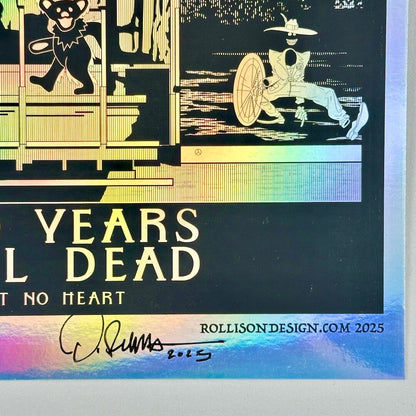 YEARS
L DEAD
T NO HEART
ROLLISONDESIGN.COM 2025
2025